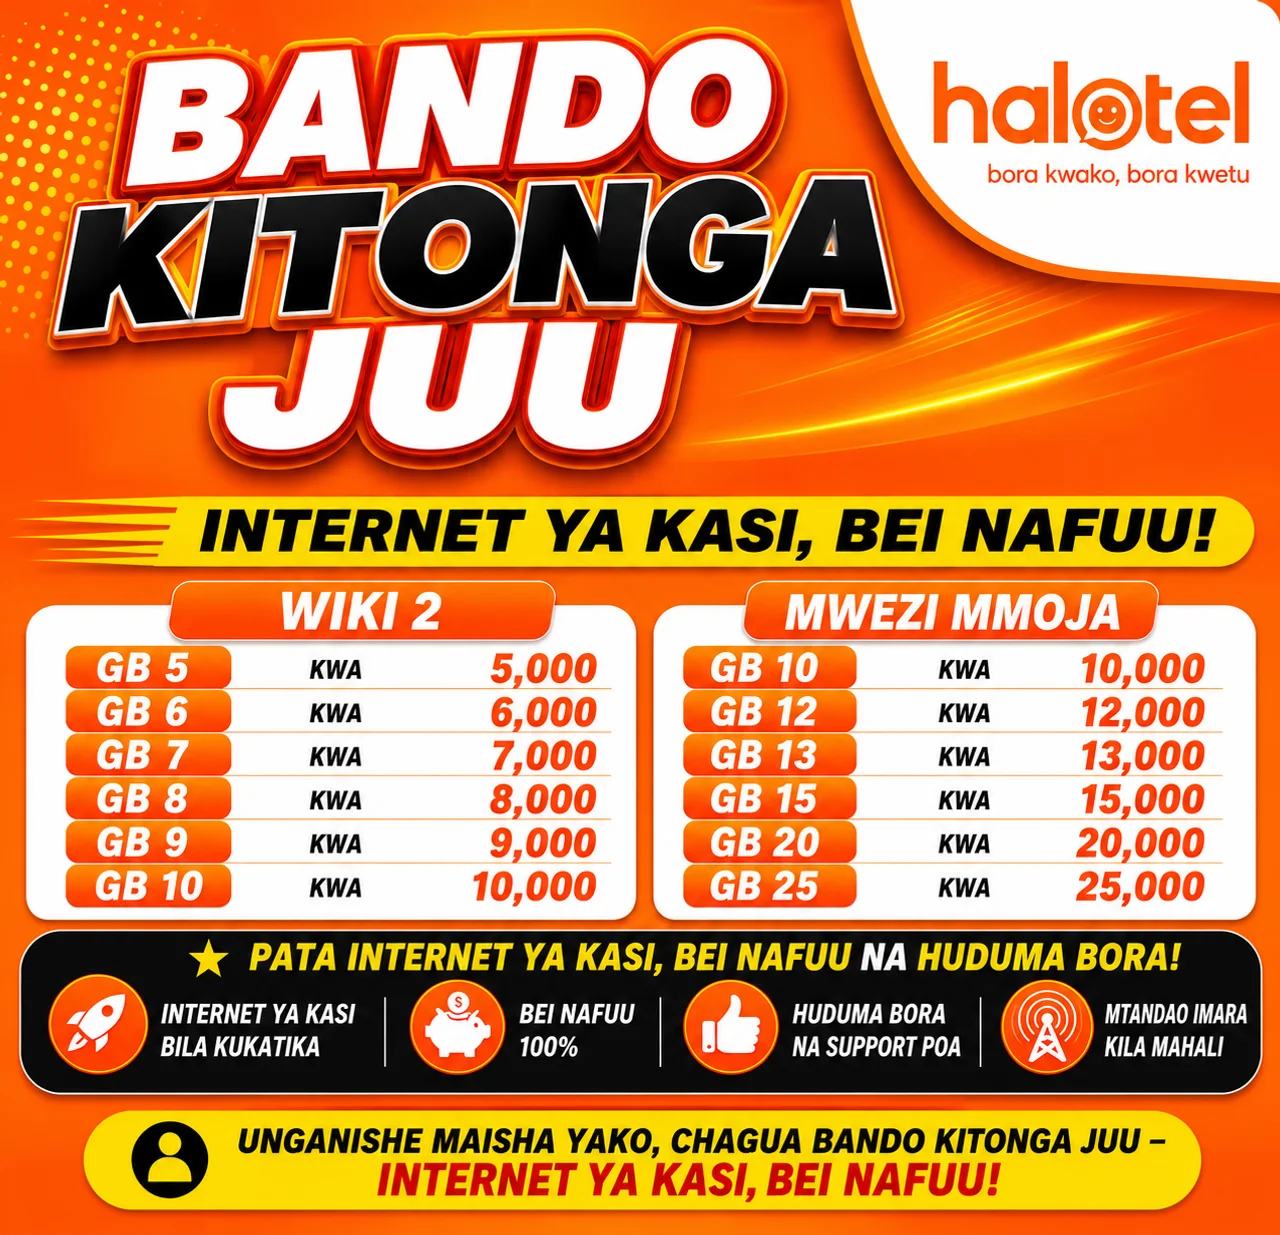 BANDO
KITONGA
JUU
halotel
bora kwako, bora kwetu
INTERNET YA KASI, BEI NAFUU!
WIKI 2
GB 5 KWA 5,000
GB 6 KWA 6,000
GB 7 KWA 7,000
GB 8 KWA 8,000
GB 9 KWA 9,000
GB 10 KWA 10,000
MWEZI MMOJA
GB 10 KWA 10,000
GB 12 KWA 12,000
GB 13 KWA 13,000
GB 15 KWA 15,000
GB 20 KWA 20,000
GB 25 KWA 25,000
PATA INTERNET YA KASI, BEI NAFUU NA HUDUMA BORA!
INTERNET YA KASI
BILA KUKATIKA
$
BEI NAFUU
100%
HUDUMA BORA
NA SUPPORT POA
MTANDAO IMARA
KILA MAHALI
UNGANISHE MAISHA YAKO, CHAGUA BANDO KITONGA JUU –
INTERNET YA KASI, BEI NAFUU!